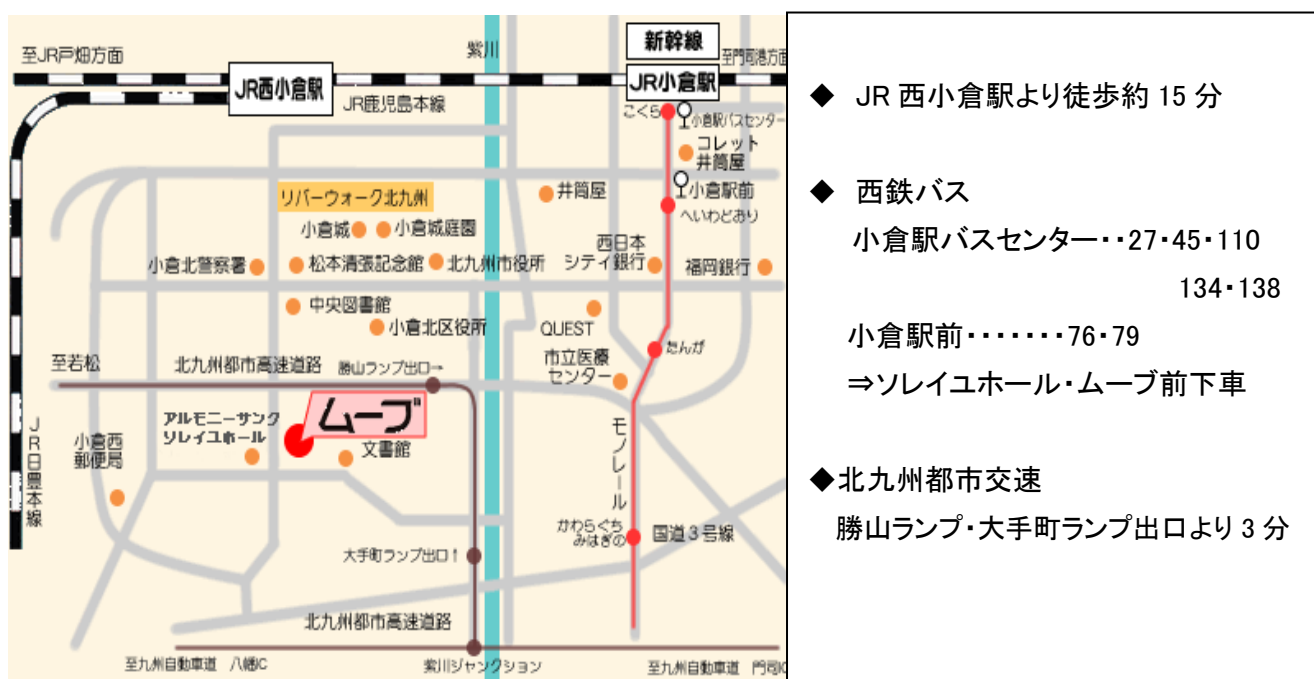 新幹線
紫川
至JR戸畑方面
至門司港方面
JR西小倉駅
JR小倉駅
JR鹿児島本線
こくら
小倉駅バスセンター
コレット
井筒屋
リバーウォーク北九州
井筒屋
小倉駅前
へいわどおり
小倉城
小倉城庭園
西日本
シティ銀行
小倉北警察署
松本清張記念館
北九州市役所
福岡銀行
中央図書館
小倉北区役所
QUEST
たんが
至若松
北九州都市高速道路
勝山ランプ出口→
市立医療
センター
アルモニーサンク
ソレイユホール
ムーブ
文書館
小倉西
郵便局
JR日豊本線
モノレール
かわらぐち
みはぎの
国道3号線
大手町ランプ出口↑
北九州都市高速道路
至九州自動車道 八幡IC
紫川ジャンクション
至九州自動車道 門司IC
◆ JR西小倉駅より徒歩約15分
◆ 西鉄バス
小倉駅バスセンター・・27・45・110
134・138
小倉駅前・・・・・・・76・79
⇒ソレイユホール・ムーブ前下車
◆北九州都市交速
勝山ランプ・大手町ランプ出口より3分